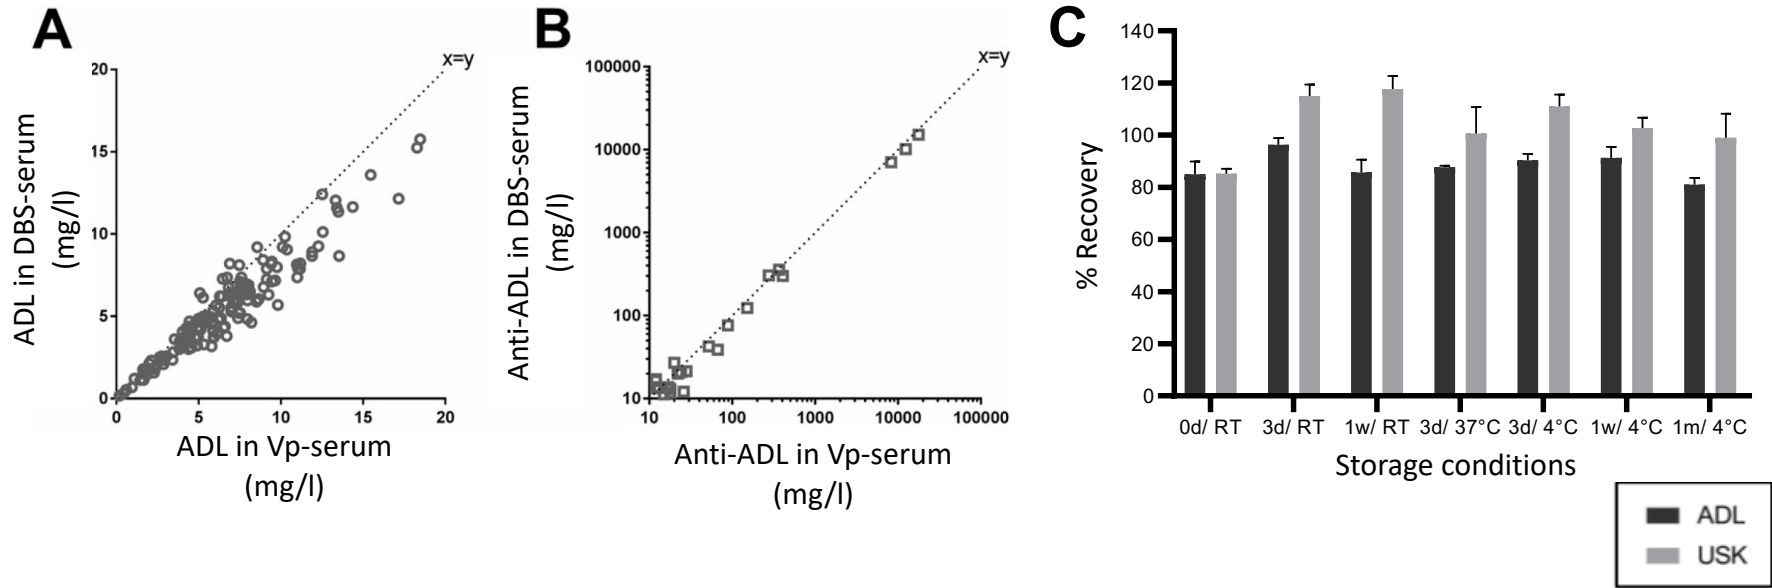 A
x=y
20
15
10
5
0
0 5 10 15 20
ADL in DBS-serum
(mg/l)
ADL in Vp-serum
(mg/l)
B
x=y
100000
10000
1000
100
10
10 100 1000 10000 100000
Anti-ADL in DBS-serum
(mg/l)
Anti-ADL in Vp-serum
(mg/l)
C
140
120
100
80
60
40
20
0
% Recovery
0d/ RT 3d/ RT 1w/ RT 3d/ 37°C 3d/ 4°C 1w/ 4°C 1m/ 4°C
Storage conditions
ADL
USK